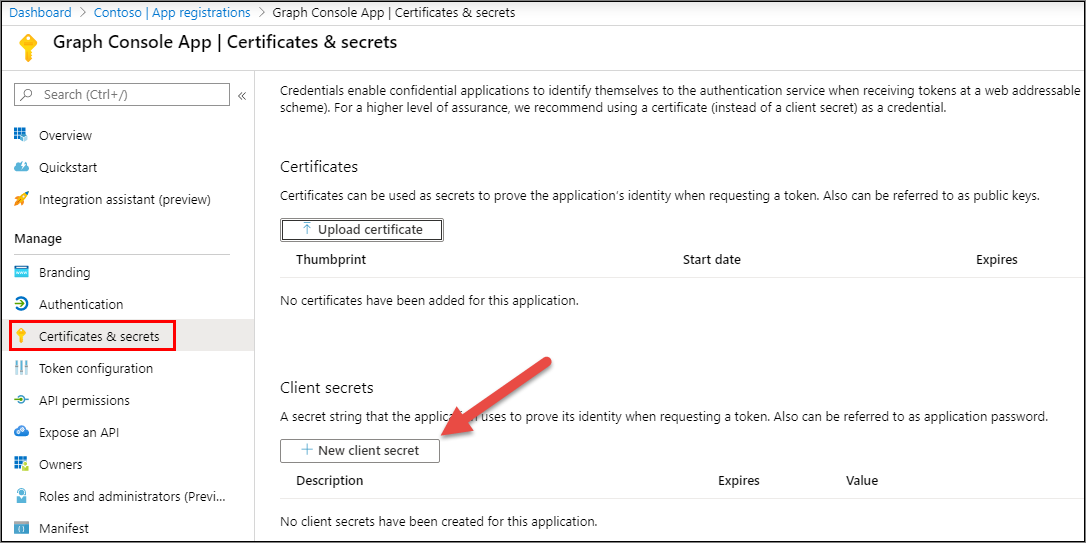 Dashboard > Contoso | App registrations > Graph Console App | Certificates & secrets
Graph Console App | Certificates & secrets
Search (Ctrl+/)
«
Overview
Quickstart
Integration assistant (preview)
Manage
Branding
Authentication
Certificates & secrets
Token configuration
API permissions
Expose an API
Owners
Roles and administrators (Previ...
Manifest
Credentials enable confidential applications to identify themselves to the authentication service when receiving tokens at a web addressable
scheme). For a higher level of assurance, we recommend using a certificate (instead of a client secret) as a credential.
Certificates
Certificates can be used as secrets to prove the application's identity when requesting a token. Also can be referred to as public keys.
Upload certificate
Thumbprint Start date Expires
No certificates have been added for this application.
Client secrets
A secret string that the application uses to prove its identity when requesting a token. Also can be referred to as application password.
New client secret
Description Expires Value
No client secrets have been created for this application.